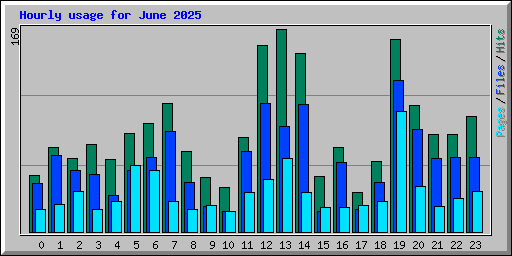 Hourly usage for June 2025
169
Pages/Files/Hits
0 1 2 3 4 5 6 7 8 9 10 11 12 13 14 15 16 17 18 19 20 21 22 23